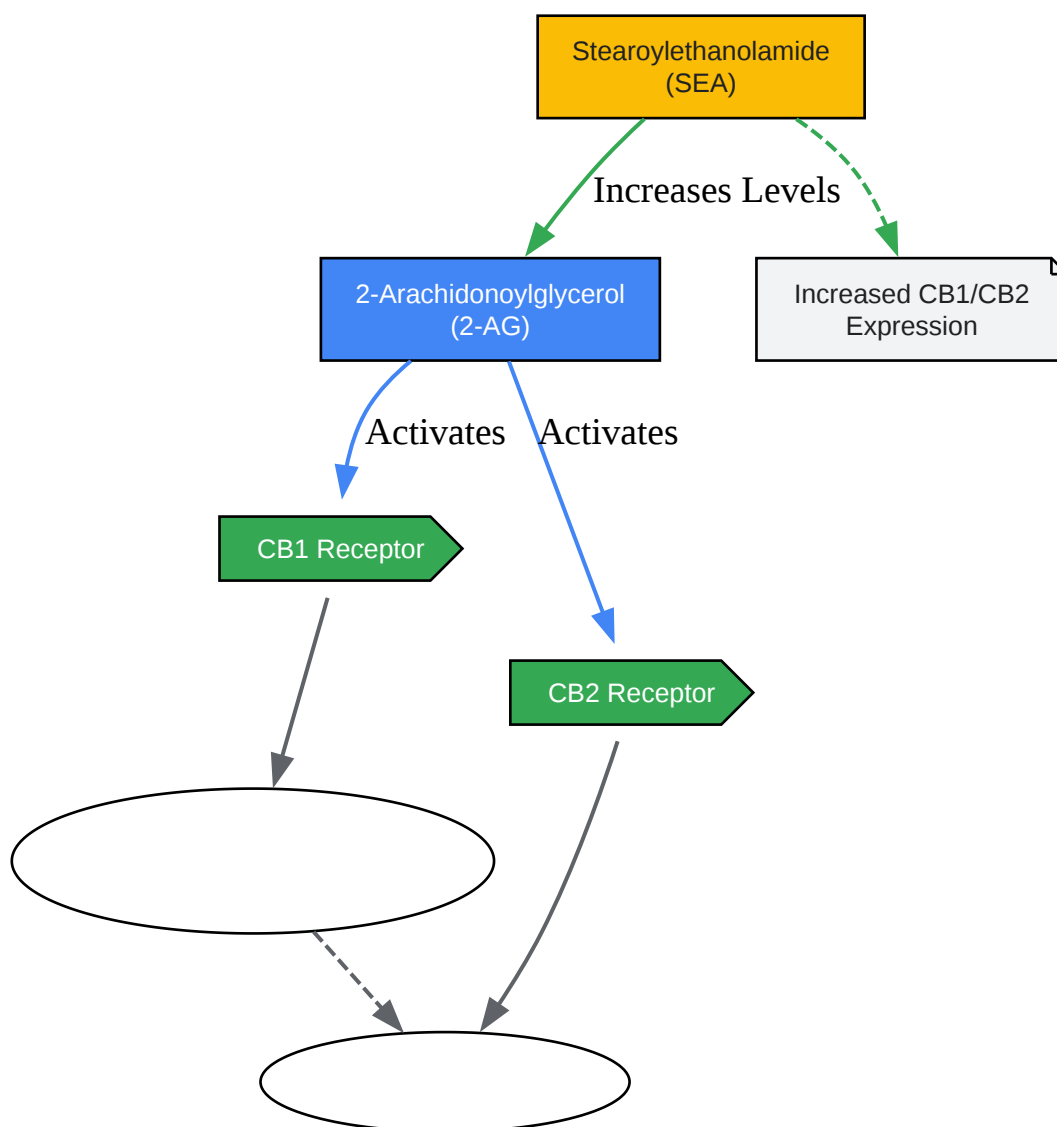 Stearoylethanolamide
(SEA)
Increases Levels
2-Arachidonoylglycerol
(2-AG)
Increased CB1/CB2
Expression
Activates
Activates
CB1 Receptor
CB2 Receptor